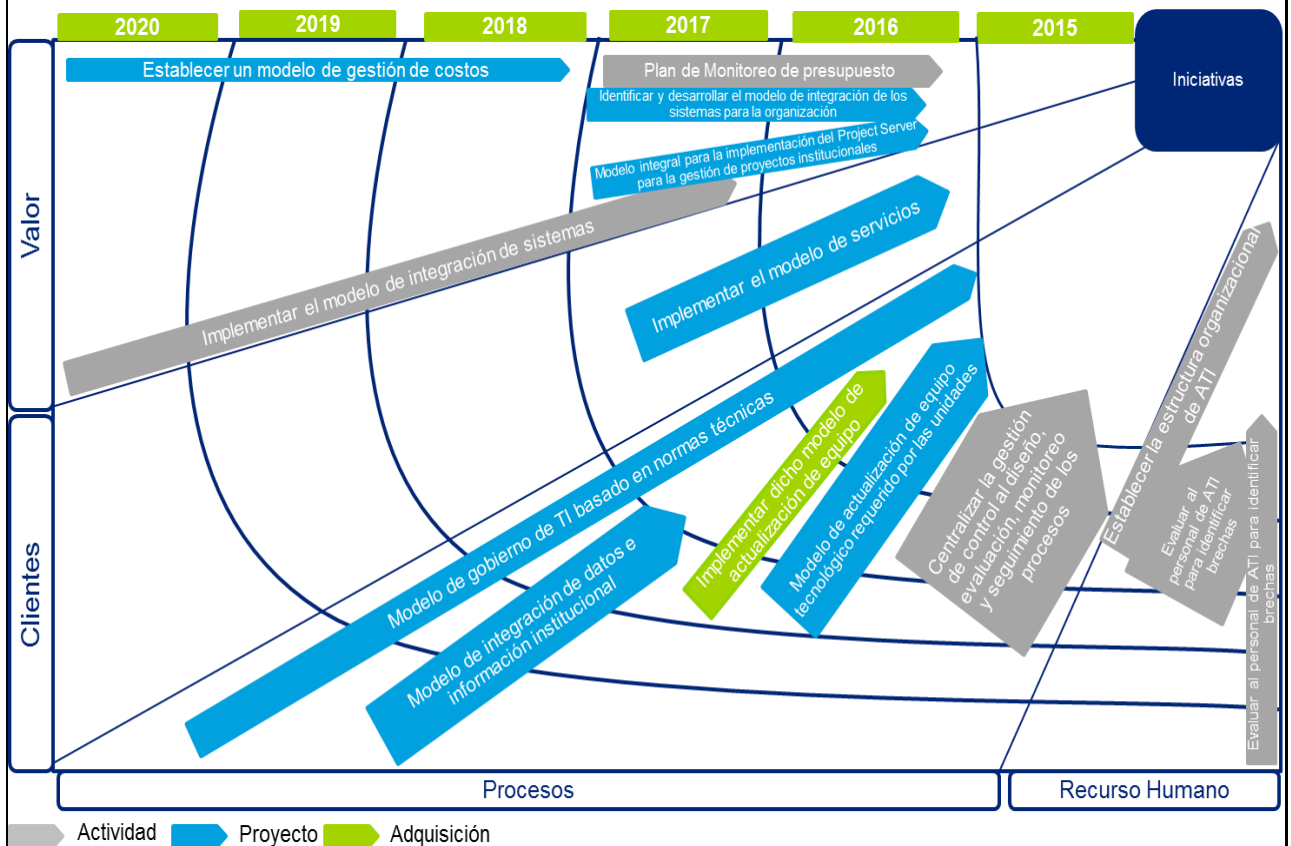 2020
2019
2018
2017
2016
2015
Iniciativas
Valor
Establecer un modelo de gestión de costos
Plan de Monitoreo de presupuesto
Identificar y desarrollar el modelo de integración de los
sistemas para la organización
Modelo integral para la implementación del Project Server
para la gestión de proyectos institucionales
Implementar el modelo de integración de sistemas
Implementar el modelo de servicios
Clientes
Modelo de gobierno de TI basado en normas técnicas
Modelo de integración de datos e
información institucional
Implementar dicho modelo de
actualización de equipo
Modelo de actualización de equipo
tecnológico requerido por las unidades
Centralizar la gestión
de control al diseño,
evaluación, monitoreo
y seguimiento de los
procesos
Establecer la estructura organizacional
de ATI
Evaluar al
personal de ATI
para identificar
brechas
Evaluar al personal de ATI para identificar
brechas
Procesos
Recurso Humano
Actividad
Proyecto
Adquisición